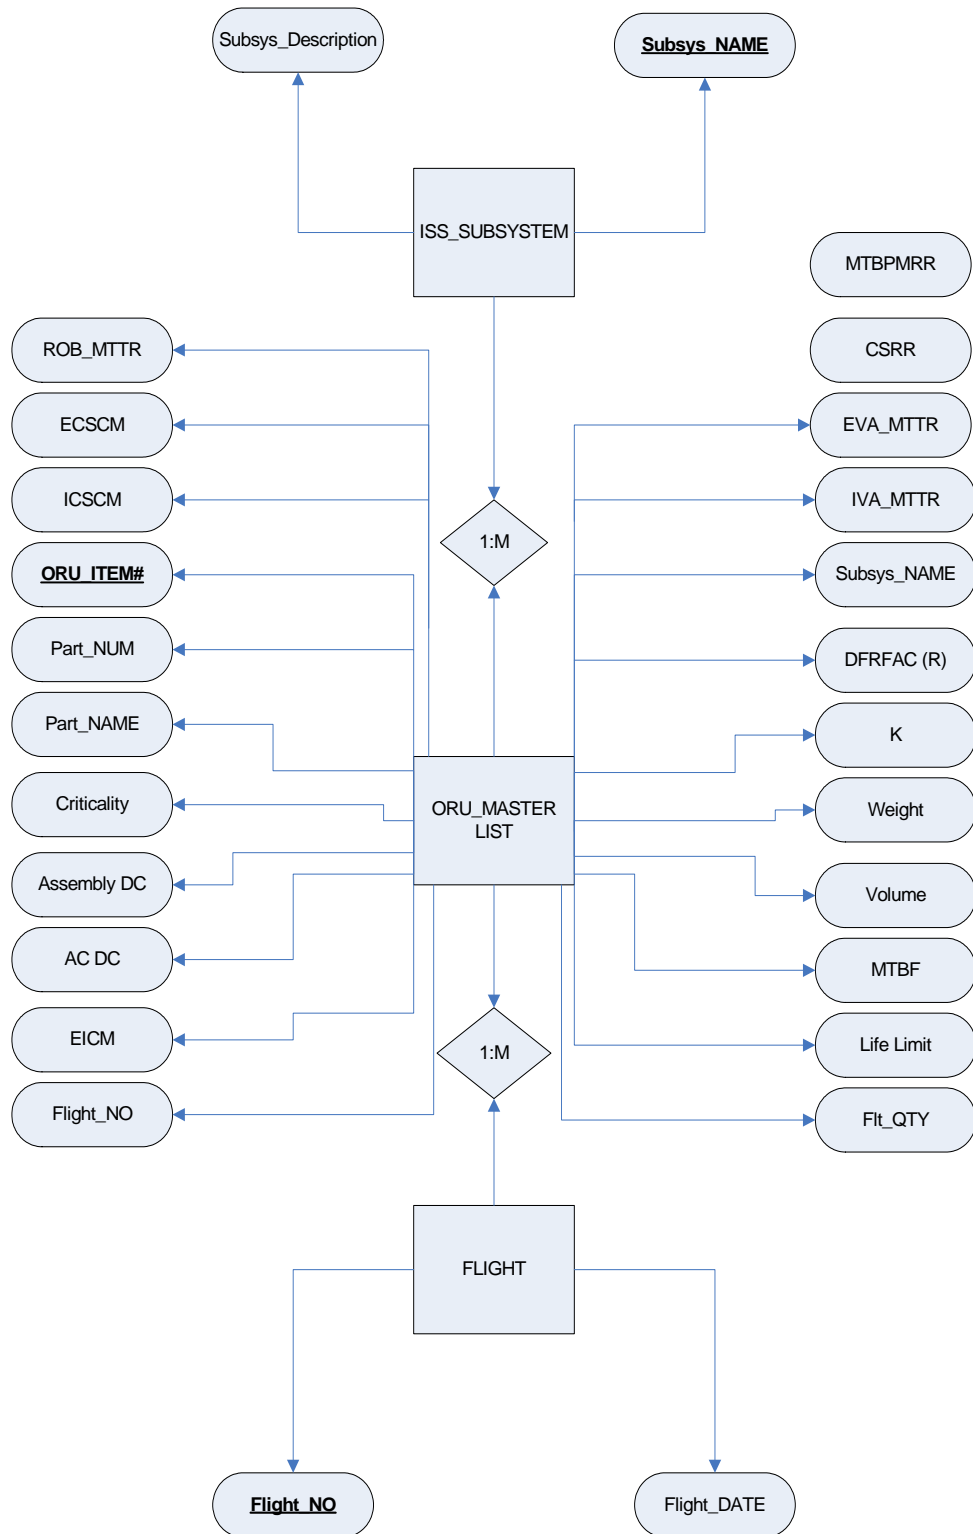 Subsys_Description
Subsys_NAME
ISS_SUBSYSTEM
MTBPMRR
ROB_MTTR
CSRR
ECSCM
EVA_MTTR
ICSCM
IVA_MTTR
1:M
ORU_ITEM#
Subsys_NAME
Part_NUM
DFRFAC (R)
Part_NAME
K
Criticality
ORU_MASTER
LIST
Weight
Assembly DC
Volume
AC DC
MTBF
EICM
1:M
Life Limit
Flight_NO
Flt_QTY
FLIGHT
Flight_NO
Flight_DATE